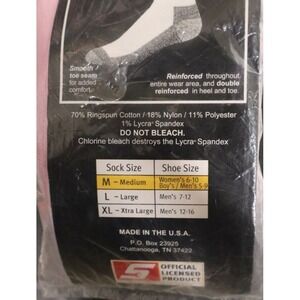 Smooth
toe seam
for added
comfort.
Reinforced throughout
entire wear area, and double
reinforced in heel and toe.
70% Ringspun Cotton / 18% Nylon / 11% Polyester
1% Lycra® Spandex
DO NOT BLEACH.
Chlorine bleach destroys the Lycra® Spandex
Sock Size Shoe Size
M – Medium Women's 6-10
Boy's / Men's 5-9
L – Large Men's 7-12
XL – Xtra Large Men's 12-16
MADE IN THE U.S.A.
P.O. Box 23925
Chattanooga, TN 37422
S OFFICIAL
LICENSED
PRODUCT